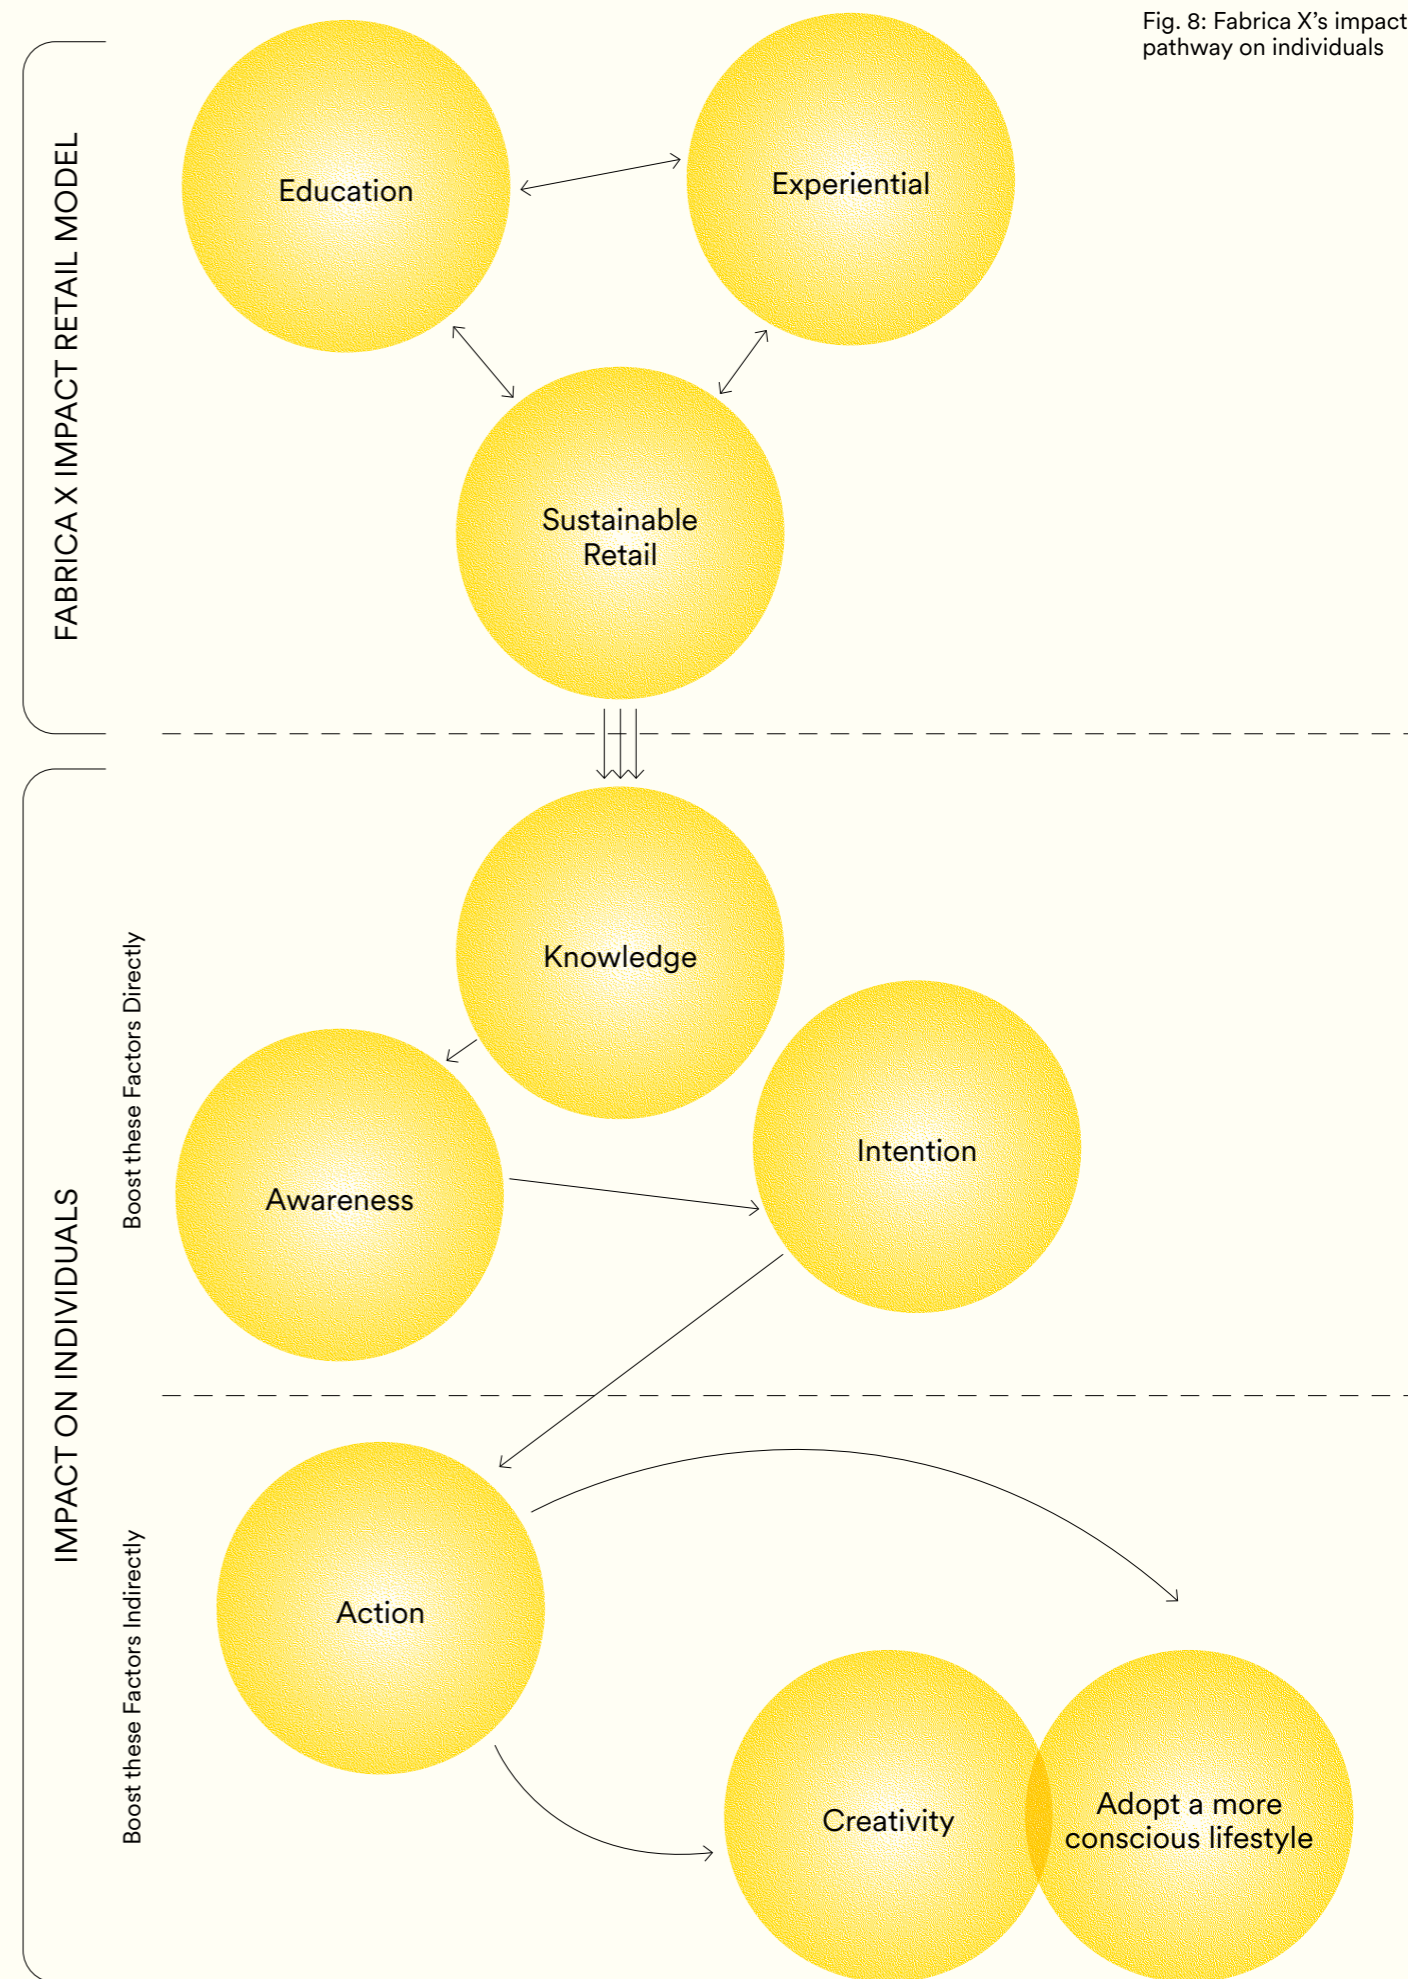 Fig. 8: Fabrica X’s impact
pathway on individuals
FABRICA X IMPACT RETAIL MODEL
Education
Experiential
Sustainable
Retail
IMPACT ON INDIVIDUALS
Boost these Factors Directly
Knowledge
Intention
Awareness
Boost these Factors Indirectly
Action
Creativity
Adopt a more
conscious lifestyle